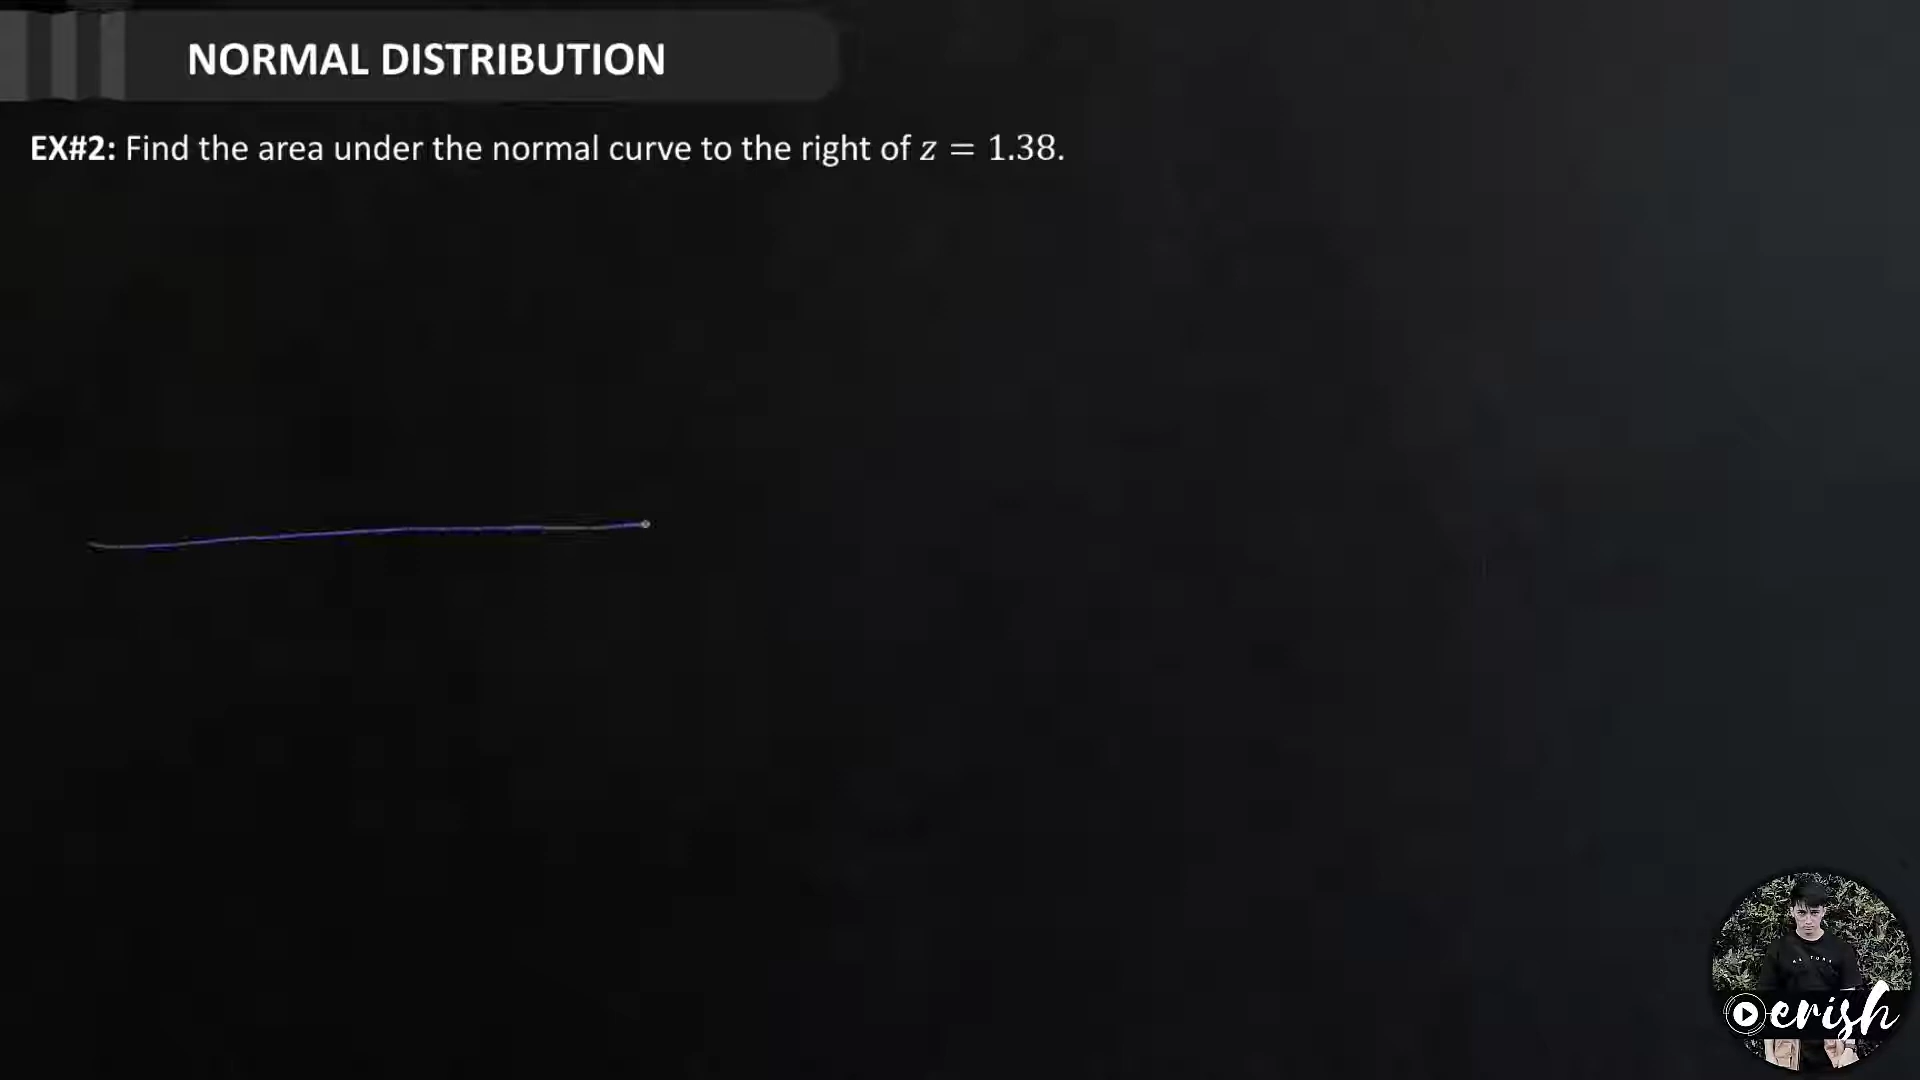 NORMAL DISTRIBUTION
EX#2: Find the area under the normal curve to the right of z = 1.38.
erish